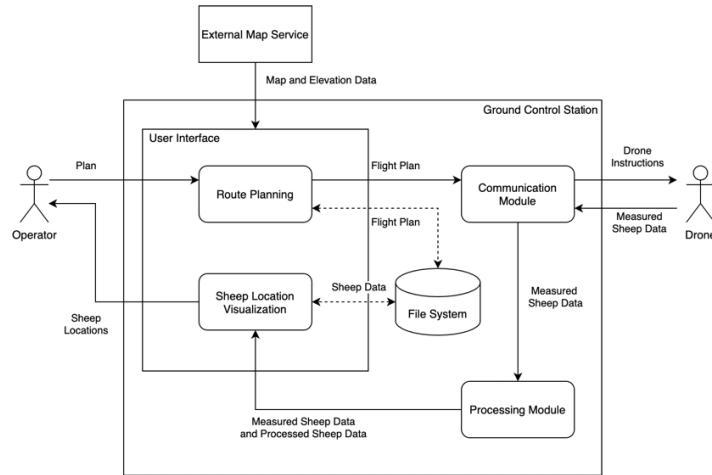 External Map Service
Map and Elevation Data
Ground Control Station
User Interface
Plan
Flight Plan
Drone
Instructions
Route Planning
Communication
Module
Operator
Flight Plan
Measured
Sheep Data
Drone
Sheep Data
Measured
Sheep Data
Sheep Location
Visualization
File System
Sheep
Locations
Processing Module
Measured Sheep Data
and Processed Sheep Data